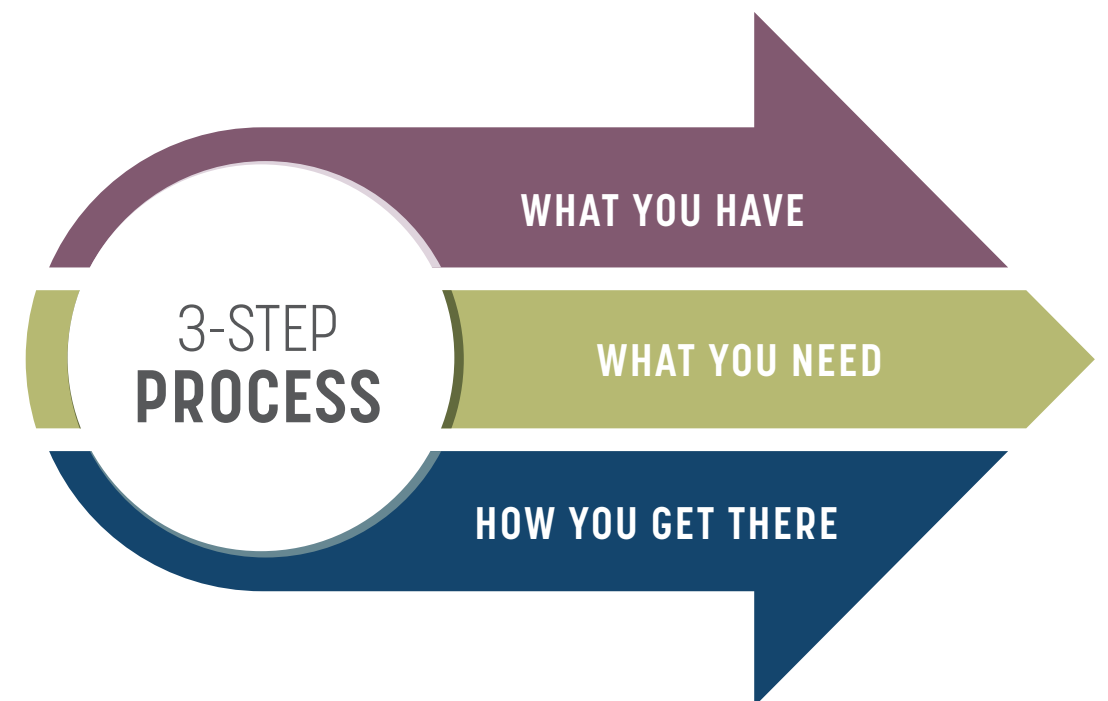 WHAT YOU HAVE
3-STEP
PROCESS
WHAT YOU NEED
HOW YOU GET THERE